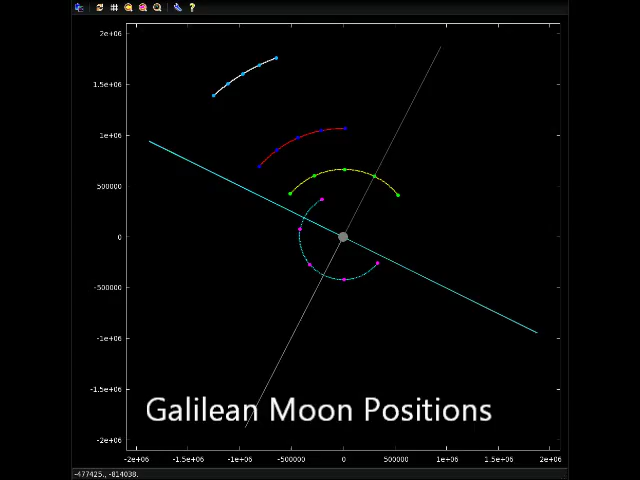 2e+06
1.5e+06
1e+06
500000
0
-500000
-1e+06
-1.5e+06
-2e+06
Galilean Moon Positions
-2e+06 -1.5e+06 -1e+06 -500000 0 500000 1e+06 1.5e+06 2e+06
-477425., -814038.